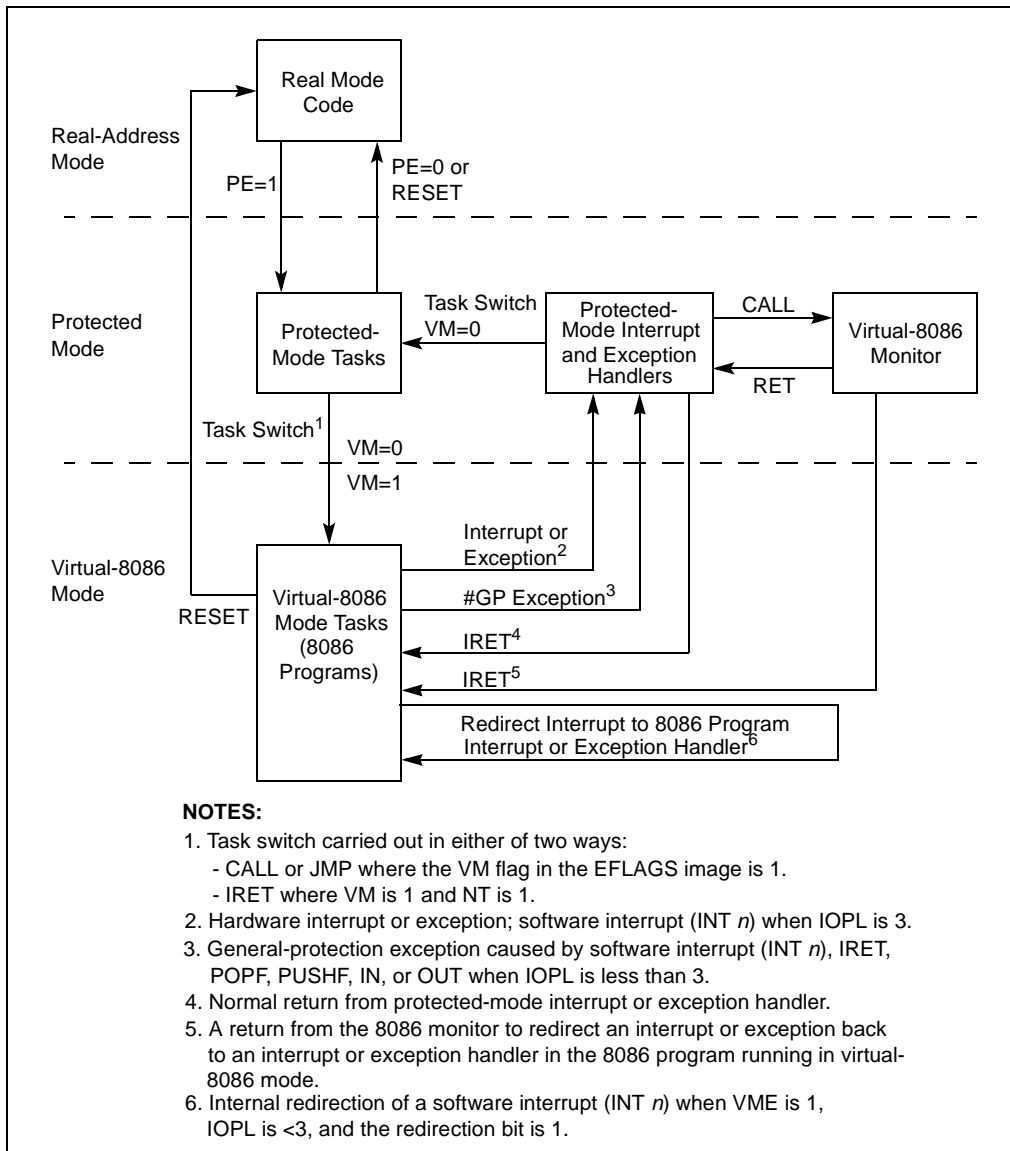 Real Mode
Code
Real-Address
Mode
PE=1
PE=0 or
RESET
Protected
Mode
Protected-
Mode Tasks
Task Switch
VM=0
Protected-
Mode Interrupt
and Exception
Handlers
CALL
RET
Virtual-8086
Monitor
Task Switch1
VM=0
VM=1
Virtual-8086
Mode
RESET
Virtual-8086
Mode Tasks
(8086
Programs)
Interrupt or
Exception2
#GP Exception3
IRET4
IRET5
Redirect Interrupt to 8086 Program
Interrupt or Exception Handler6
NOTES:
1. Task switch carried out in either of two ways:
- CALL or JMP where the VM flag in the EFLAGS image is 1.
- IRET where VM is 1 and NT is 1.
2. Hardware interrupt or exception; software interrupt (INT n) when IOPL is 3.
3. General-protection exception caused by software interrupt (INT n), IRET,
POPF, PUSHF, IN, or OUT when IOPL is less than 3.
4. Normal return from protected-mode interrupt or exception handler.
5. A return from the 8086 monitor to redirect an interrupt or exception back
to an interrupt or exception handler in the 8086 program running in virtual-
8086 mode.
6. Internal redirection of a software interrupt (INT n) when VME is 1,
IOPL is <3, and the redirection bit is 1.